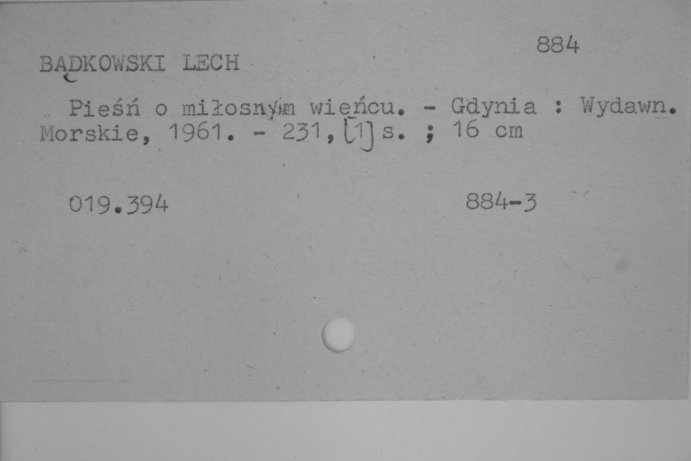 884
BĄDKOWSKI LECH
Pieśń o miłosnym wieńcu. - Gdynia : Wydawn.
Morskie, 1961. - 231,[1] s. ; 16 cm
019.394 884-3